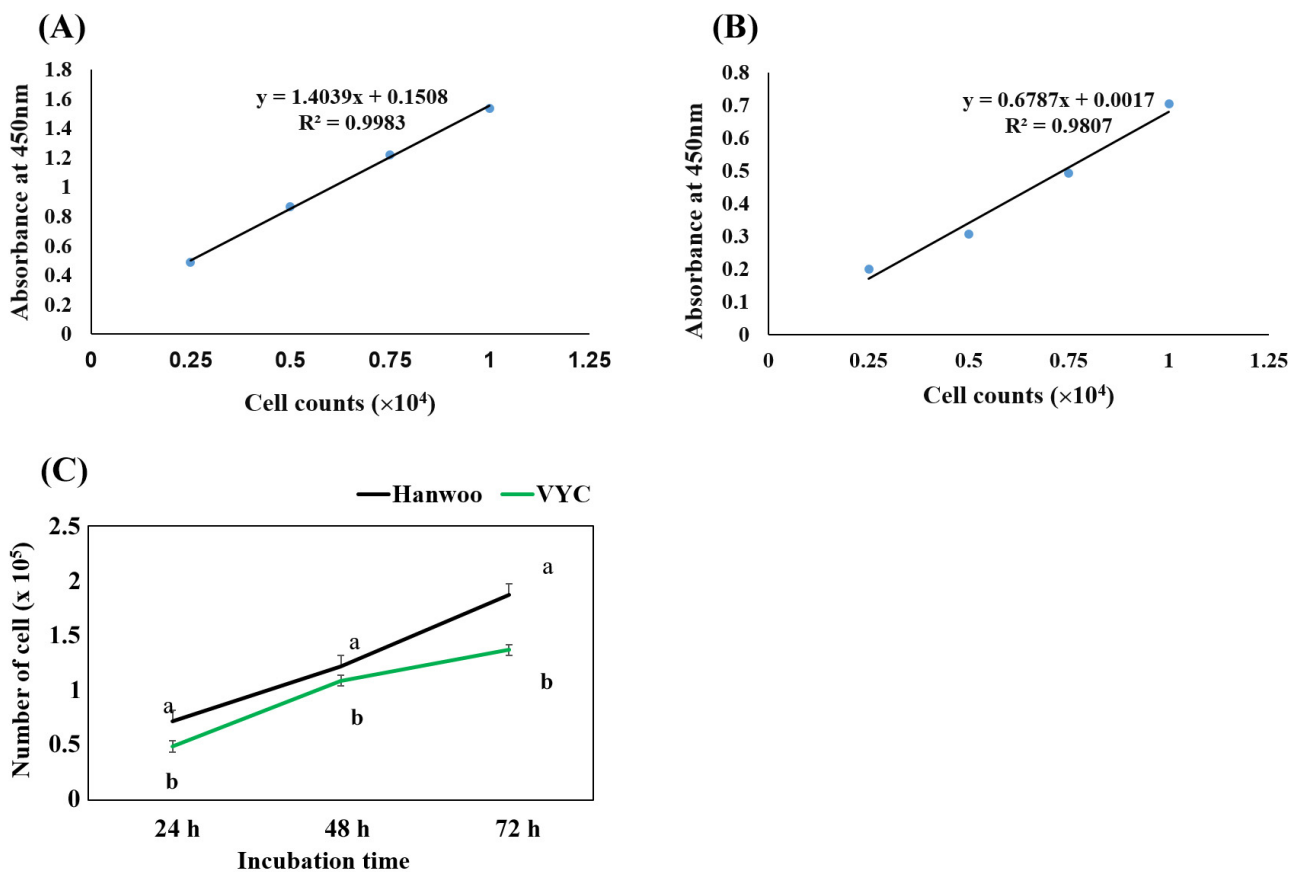 (A)
y = 1.4039x + 0.1508
R² = 0.9983
Absorbance at 450nm
1.8
1.6
1.4
1.2
1
0.8
0.6
0.4
0.2
0
0 0.25 0.5 0.75 1 1.25
Cell counts (×10⁴)
(B)
y = 0.6787x + 0.0017
R² = 0.9807
Absorbance at 450nm
0.8
0.7
0.6
0.5
0.4
0.3
0.2
0.1
0
0 0.25 0.5 0.75 1 1.25
Cell counts (×10⁴)
(C)
Hanwoo VYC
Number of cell (x 10⁵)
2.5
2
1.5
1
0.5
0
a a a
b b b
24 h 48 h 72 h
Incubation time